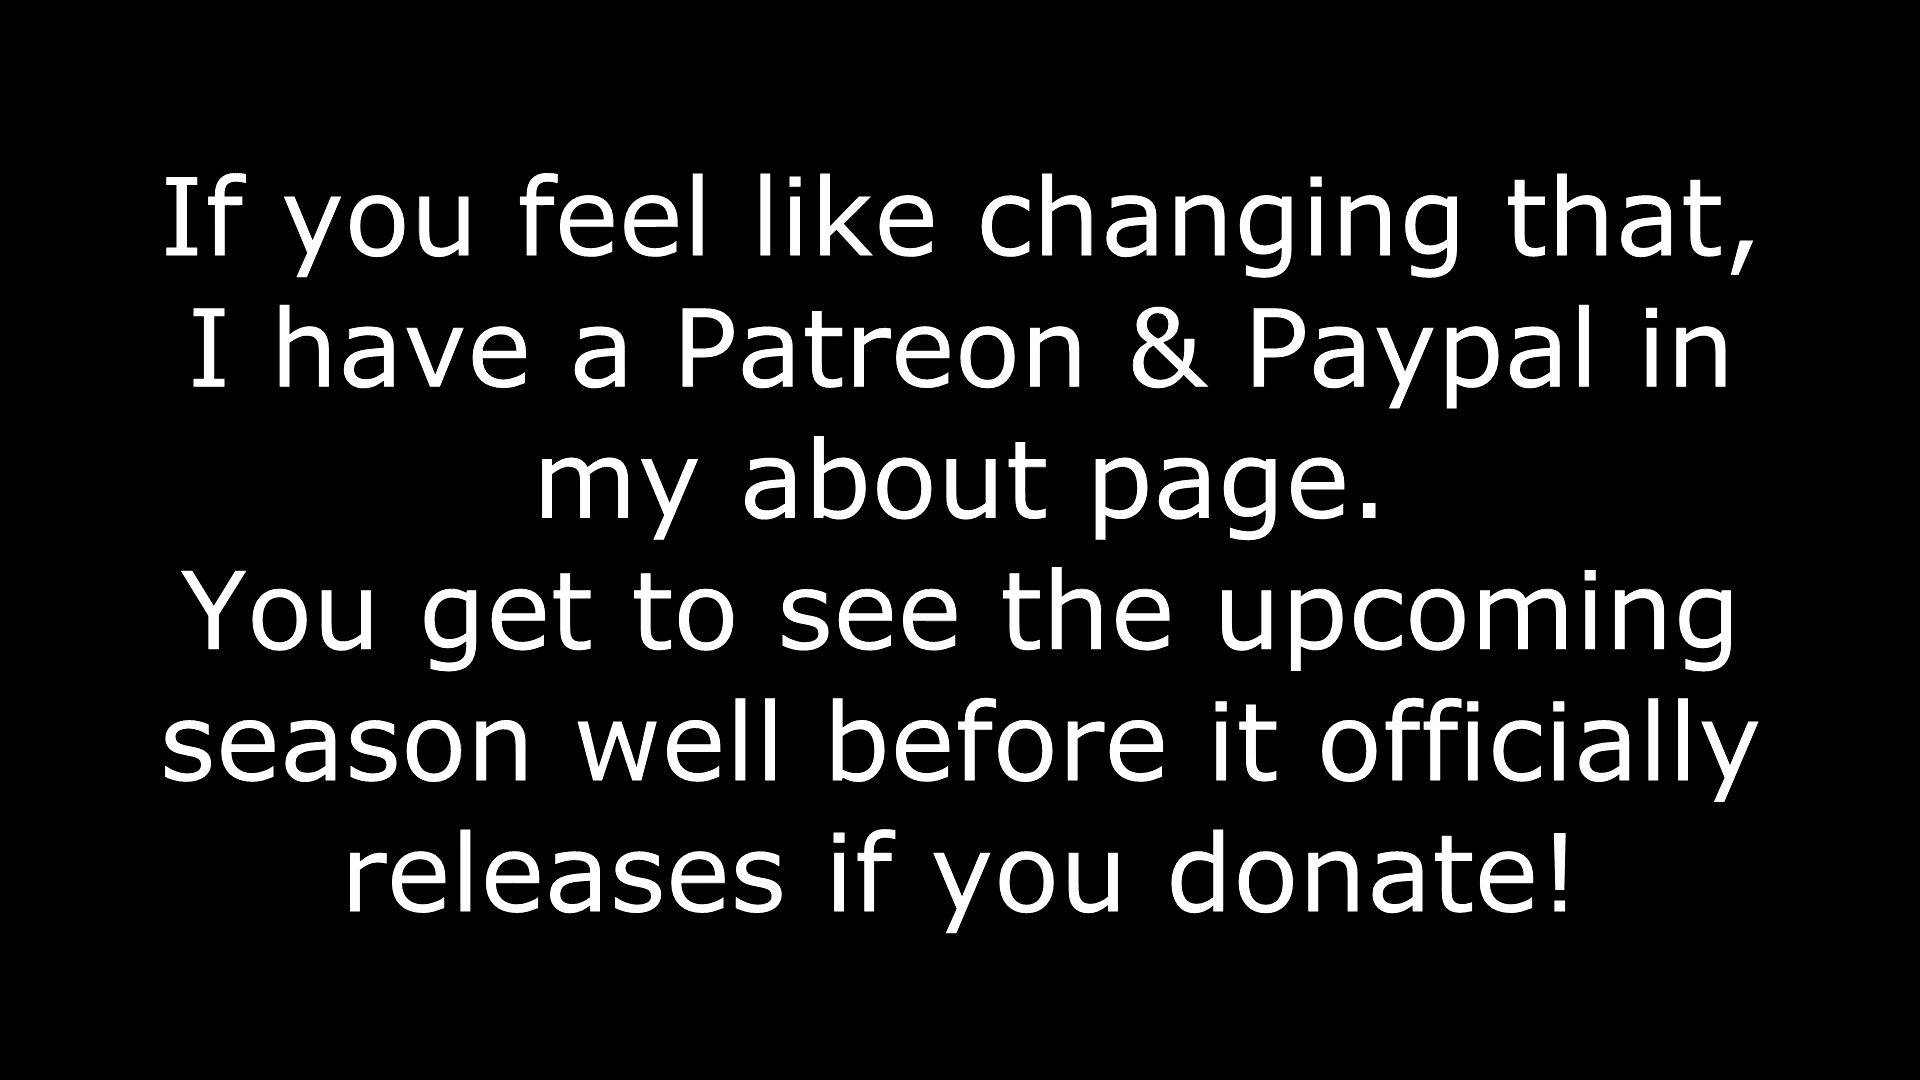 If you feel like changing that,
I have a Patreon & Paypal in
my about page.
You get to see the upcoming
season well before it officially
releases if you donate!